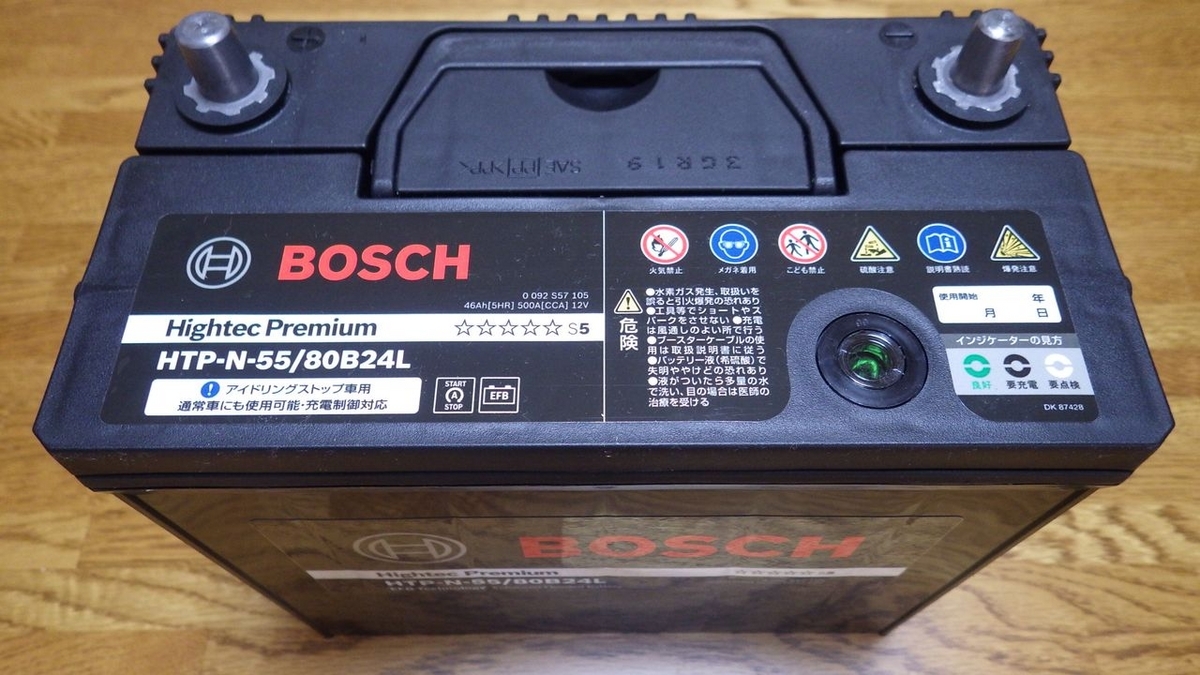 3GR19
BOSCH
0 092 S57 105
46Ah[5HR] 500A[CCA] 12V
Hightec Premium ☆☆☆☆☆ S5
HTP-N-55/80B24L
アイドリングストップ車用
通常車にも使用可能・充電制御対応
START
A
STOP
EFB
火気禁止
メガネ着用
こども禁止
硫酸注意
説明書熟読
爆発注意
危険
●水素ガス発生、取扱いを
誤ると引火爆発の恐れあり
●工具等でショートやス
パークをさせない ●充電
は風通しのよい所で行う
●ブースターケーブルの使
用は取扱説明書に従う
●バッテリー液(希硫酸)で
失明ややけどの恐れあり
●液がついたら多量の水
で洗い、目の場合は医師の
治療を受ける
使用開始 年
月 日
インジケーターの見方
良好
要充電
要点検
DK 87428
BOSCH
Hightec Premium
HTP-N-55/80B24L